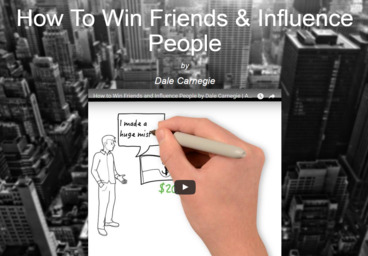 How To Win Friends & Influence
People
by
Dale Carnegie
How to Win Friends and Influence People by Dale Carnegie | A...
I made a
huge mis
$20